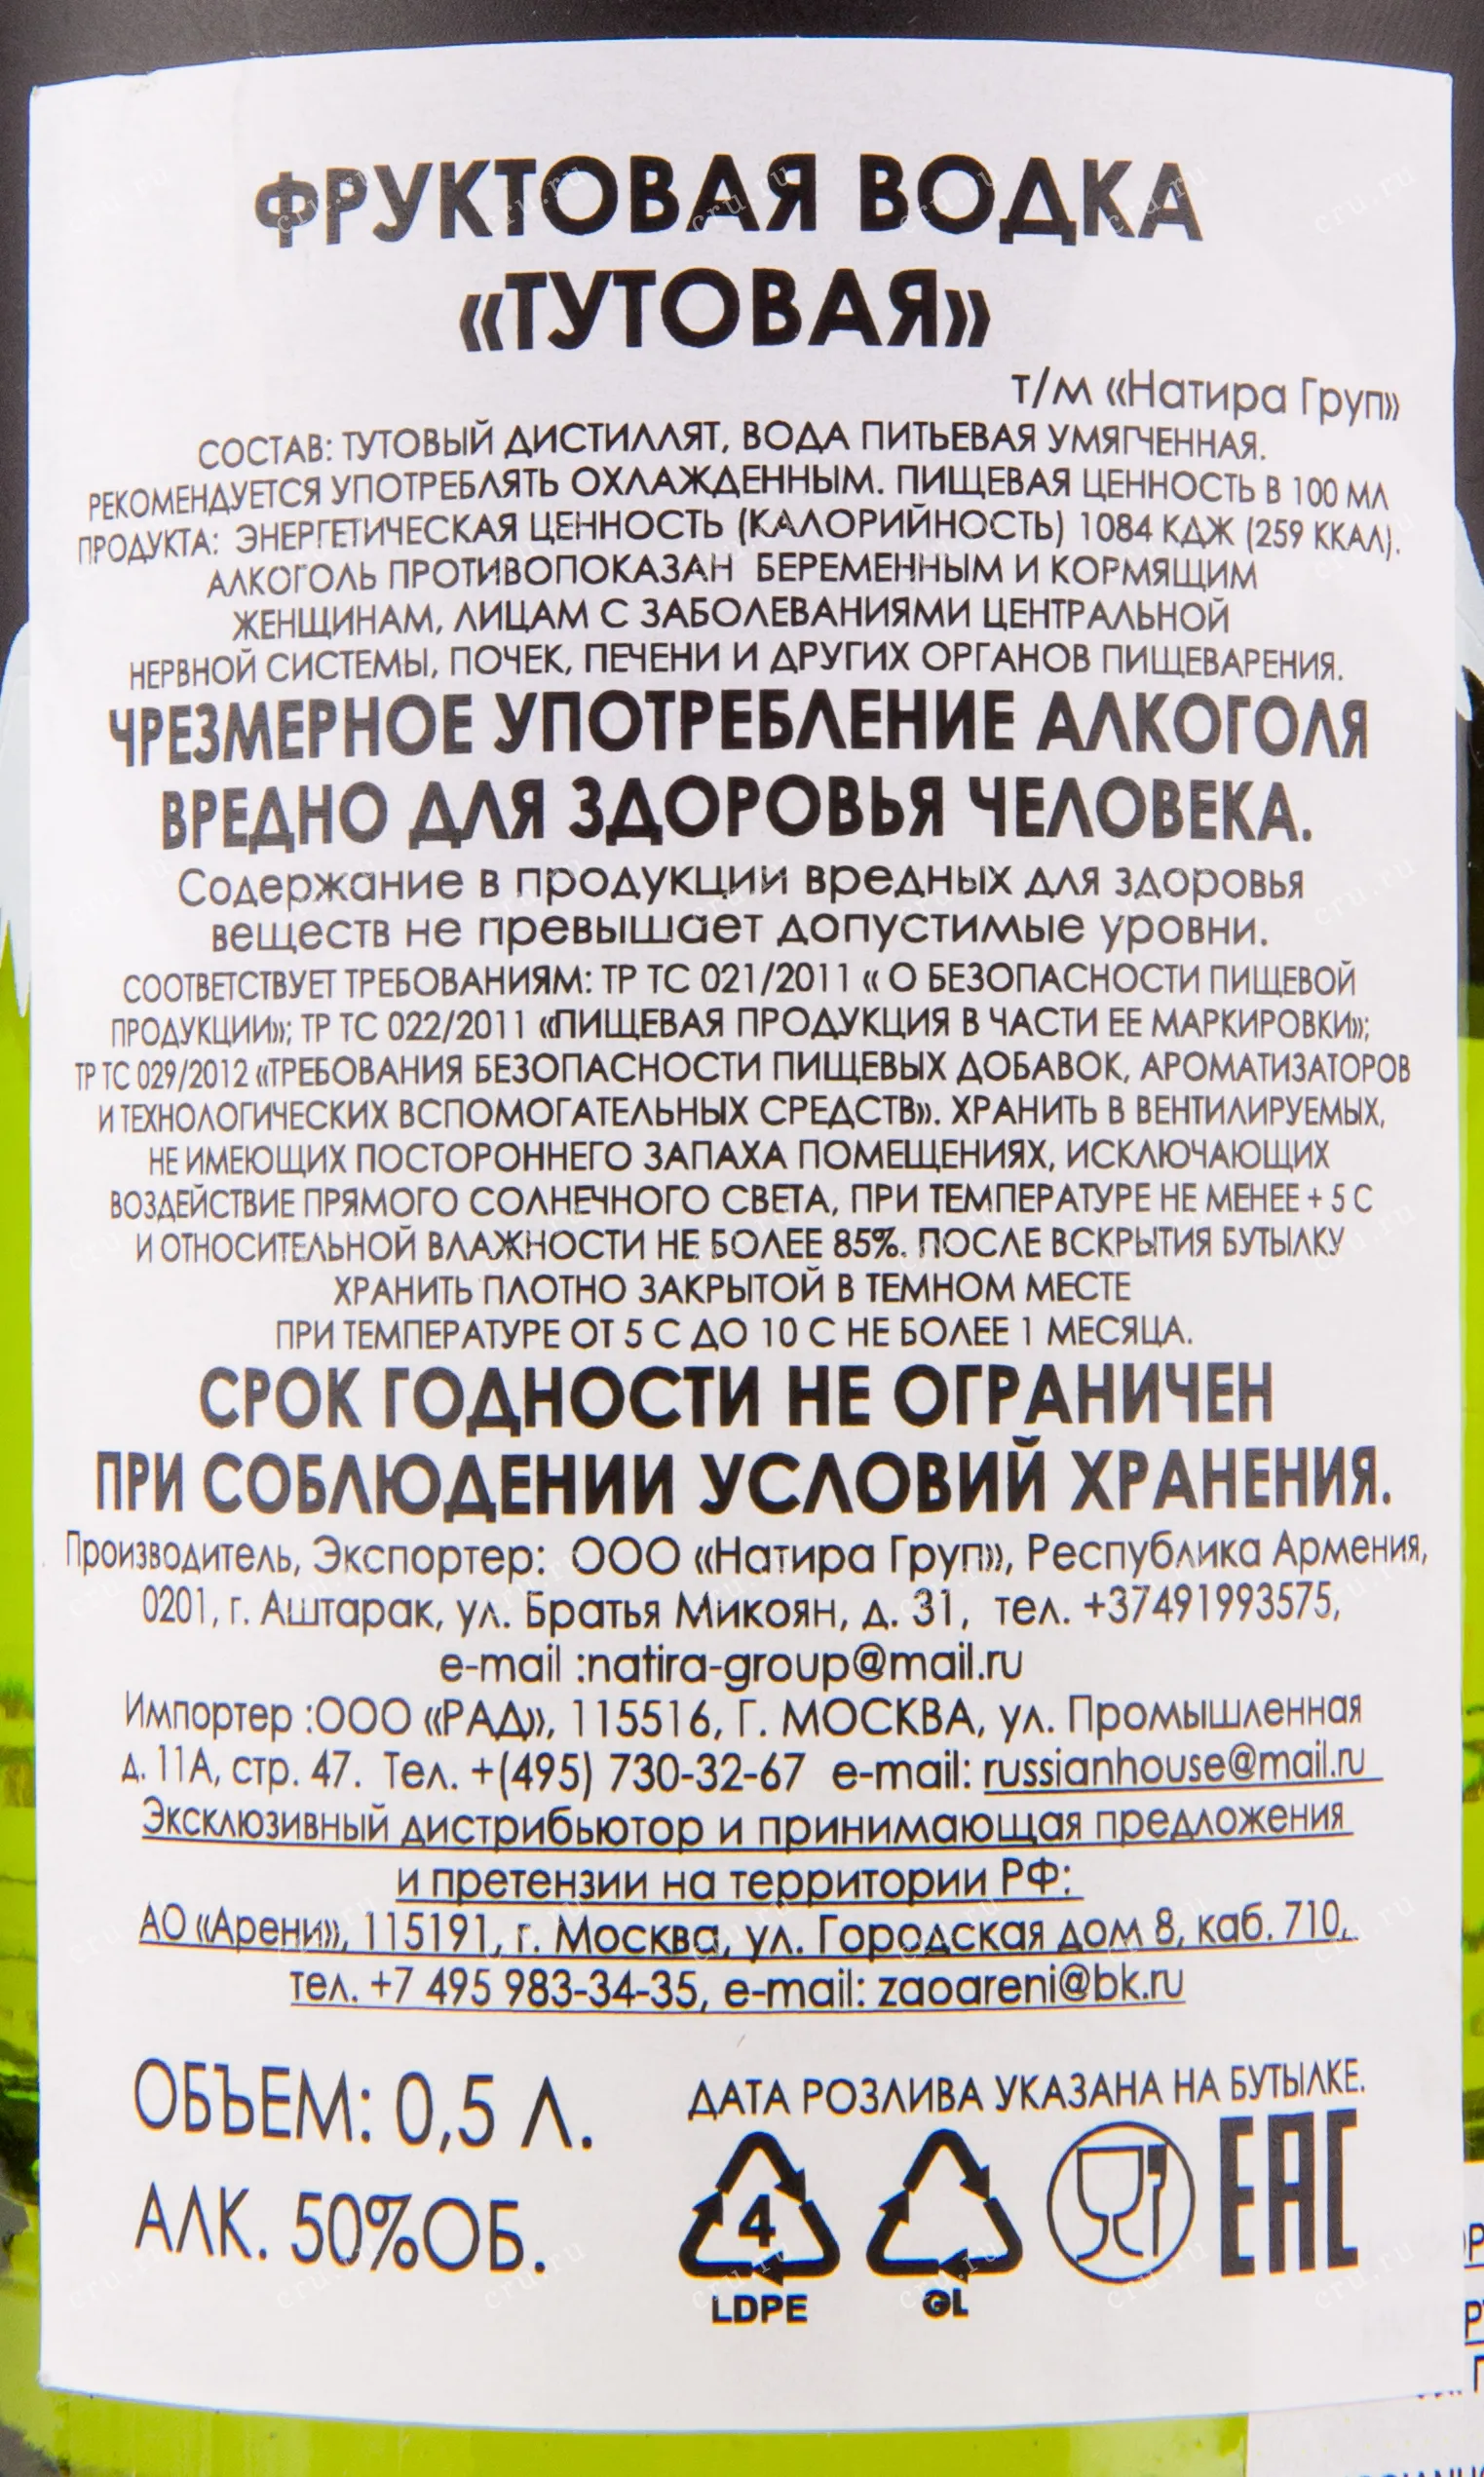 ФРУКТОВАЯ ВОДКА
«ТУТОВАЯ»
т/м «Натира Груп»
СОСТАВ: ТУТОВЫЙ ДИСТИЛЛЯТ, ВОДА ПИТЬЕВАЯ УМЯГЧЕННАЯ.
РЕКОМЕНДУЕТСЯ УПОТРЕБЛЯТЬ ОХЛАЖДЕННЫМ. ПИЩЕВАЯ ЦЕННОСТЬ В 100 МЛ
ПРОДУКТА: ЭНЕРГЕТИЧЕСКАЯ ЦЕННОСТЬ (КАЛОРИЙНОСТЬ) 1084 КДЖ (259 ККАЛ).
АЛКОГОЛЬ ПРОТИВОПОКАЗАН БЕРЕМЕННЫМ И КОРМЯЩИМ
ЖЕНЩИНАМ, ЛИЦАМ С ЗАБОЛЕВАНИЯМИ ЦЕНТРАЛЬНОЙ
НЕРВНОЙ СИСТЕМЫ, ПОЧЕК, ПЕЧЕНИ И ДРУГИХ ОРГАНОВ ПИЩЕВАРЕНИЯ.
ЧРЕЗМЕРНОЕ УПОТРЕБЛЕНИЕ АЛКОГОЛЯ
ВРЕДНО ДЛЯ ЗДОРОВЬЯ ЧЕЛОВЕКА.
Содержание в продукции вредных для здоровья
веществ не превышает допустимые уровни.
СООТВЕТСТВУЕТ ТРЕБОВАНИЯМ: ТР ТС 021/2011 « О БЕЗОПАСНОСТИ ПИЩЕВОЙ
ПРОДУКЦИИ»; ТР ТС 022/2011 «ПИЩЕВАЯ ПРОДУКЦИЯ В ЧАСТИ ЕЕ МАРКИРОВКИ»;
ТР ТС 029/2012 «ТРЕБОВАНИЯ БЕЗОПАСНОСТИ ПИЩЕВЫХ ДОБАВОК, АРОМАТИЗАТОРОВ
И ТЕХНОЛОГИЧЕСКИХ ВСПОМОГАТЕЛЬНЫХ СРЕДСТВ». ХРАНИТЬ В ВЕНТИЛИРУЕМЫХ,
НЕ ИМЕЮЩИХ ПОСТОРОННЕГО ЗАПАХА ПОМЕЩЕНИЯХ, ИСКЛЮЧАЮЩИХ
ВОЗДЕЙСТВИЕ ПРЯМОГО СОЛНЕЧНОГО СВЕТА, ПРИ ТЕМПЕРАТУРЕ НЕ МЕНЕЕ + 5 С
И ОТНОСИТЕЛЬНОЙ ВЛАЖНОСТИ НЕ БОЛЕЕ 85%. ПОСЛЕ ВСКРЫТИЯ БУТЫЛКУ
ХРАНИТЬ ПЛОТНО ЗАКРЫТОЙ В ТЕМНОМ МЕСТЕ
ПРИ ТЕМПЕРАТУРЕ ОТ 5 С ДО 10 С НЕ БОЛЕЕ 1 МЕСЯЦА.
СРОК ГОДНОСТИ НЕ ОГРАНИЧЕН
ПРИ СОБЛЮДЕНИИ УСЛОВИЙ ХРАНЕНИЯ.
Производитель, Экспортер: ООО «Натира Груп», Республика Армения,
0201, г. Аштарак, ул. Братья Микоян, д. 31, тел. +37491993575,
e-mail :natira-group@mail.ru
Импортер :ООО «РАД», 115516, Г. МОСКВА, ул. Промышленная
д. 11А, стр. 47. Тел. +(495) 730-32-67 e-mail: russianhouse@mail.ru
Эксклюзивный дистрибьютор и принимающая предложения
и претензии на территории РФ:
АО «Арени», 115191, г. Москва, ул. Городская дом 8, каб. 710,
тел. +7 495 983-34-35, e-mail: zaoareni@bk.ru
ОБЪЕМ: 0,5 Л.
АЛК. 50%ОБ.
ДАТА РОЗЛИВА УКАЗАНА НА БУТЫЛКЕ.
4
LDPE
GL
EAC
cru.ru